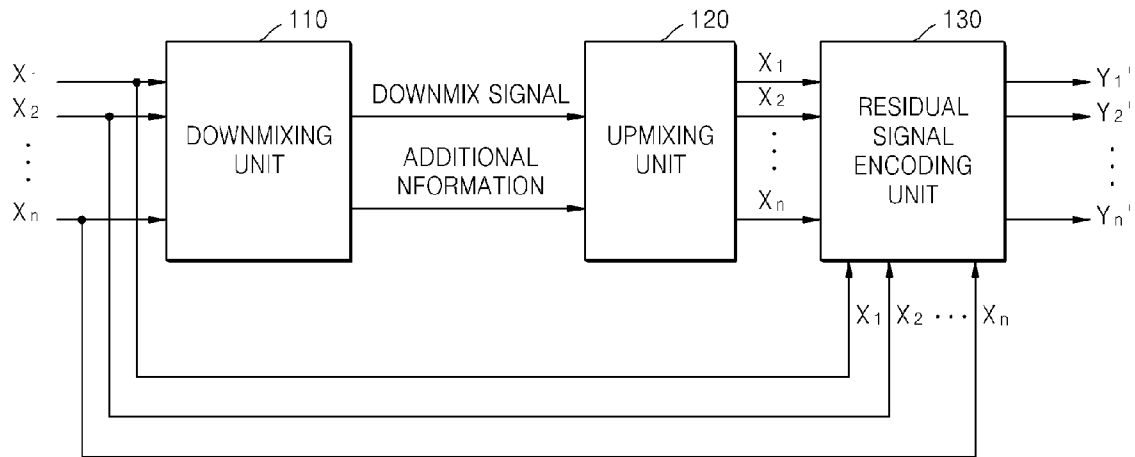 110
120
130
X1
X2
Xn
DOWNMIXING
UNIT
DOWNMIX SIGNAL
ADDITIONAL
NFORMATION
UPMIXING
UNIT
X1
X2
Xn
RESIDUAL
SIGNAL
ENCODING
UNIT
Y1'
Y2'
Yn'
X1 X2 ··· Xn